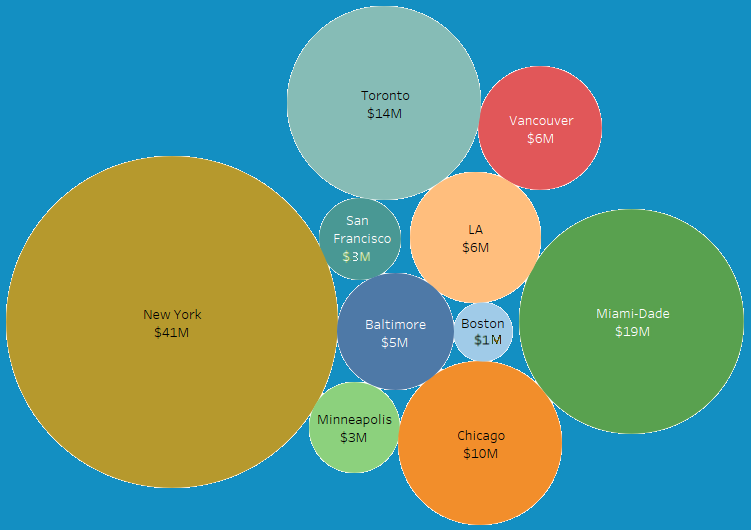 Toronto
$14M
Vancouver
$6M
San
Francisco
$3M
LA
$6M
New York
$41M
Baltimore
$5M
Boston
$1M
Miami-Dade
$19M
Minneapolis
$3M
Chicago
$10M